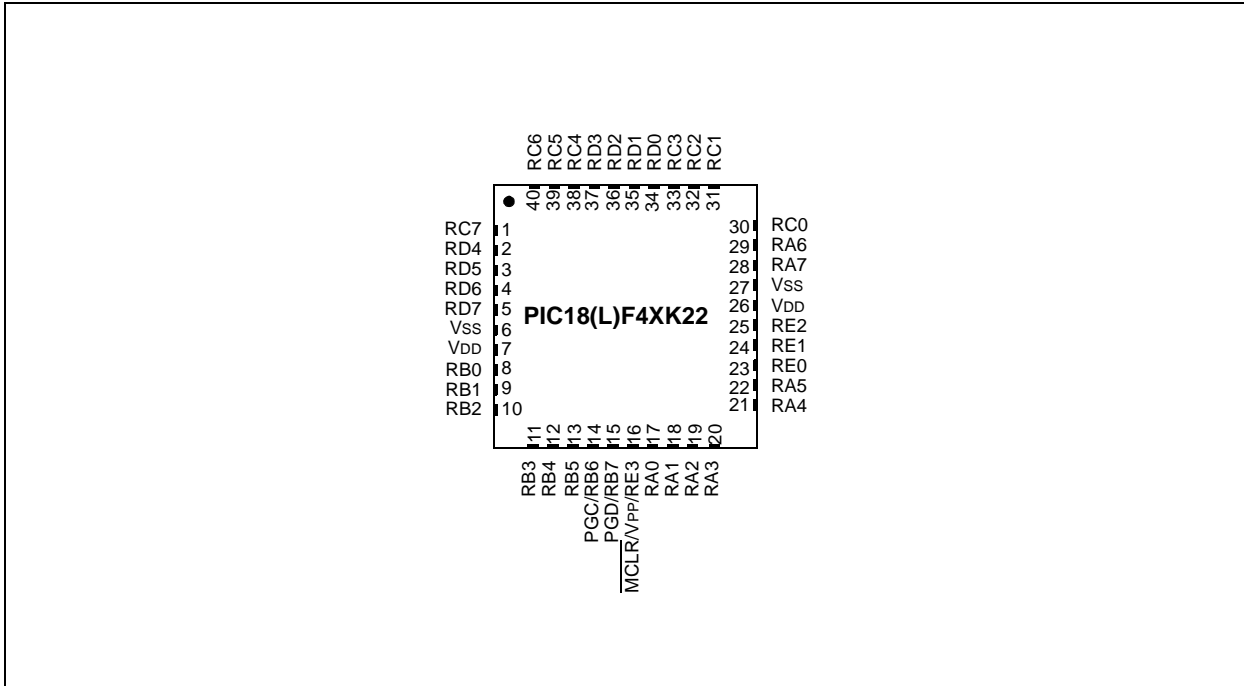 RC6 RC5 RC4 RD3 RD2 RD1 RD0 RC3 RC2 RC1
40 39 38 37 36 35 34 33 32 31
RC7 1
RD4 2
RD5 3
RD6 4
RD7 5
VSS 6
VDD 7
RB0 8
RB1 9
RB2 10
PIC18(L)F4XK22
30 RC0
29 RA6
28 RA7
27 VSS
26 VDD
25 RE2
24 RE1
23 RE0
22 RA5
21 RA4
11 12 13 14 15 16 17 18 19 20
RB3 RB4 RB5 PGC/RB6 PGD/RB7 MCLR/VPP/RE3 RA0 RA1 RA2 RA3